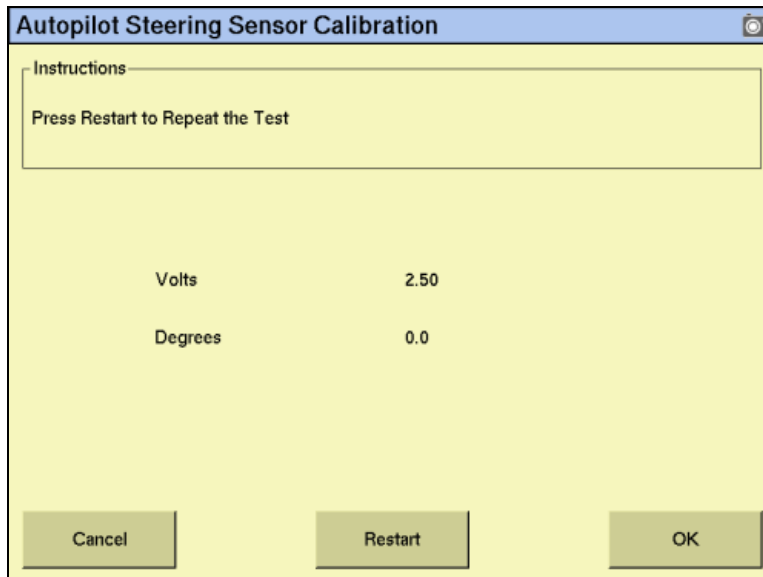 Autopilot Steering Sensor Calibration
Instructions
Press Restart to Repeat the Test
Volts 2.50
Degrees 0.0
Cancel Restart OK